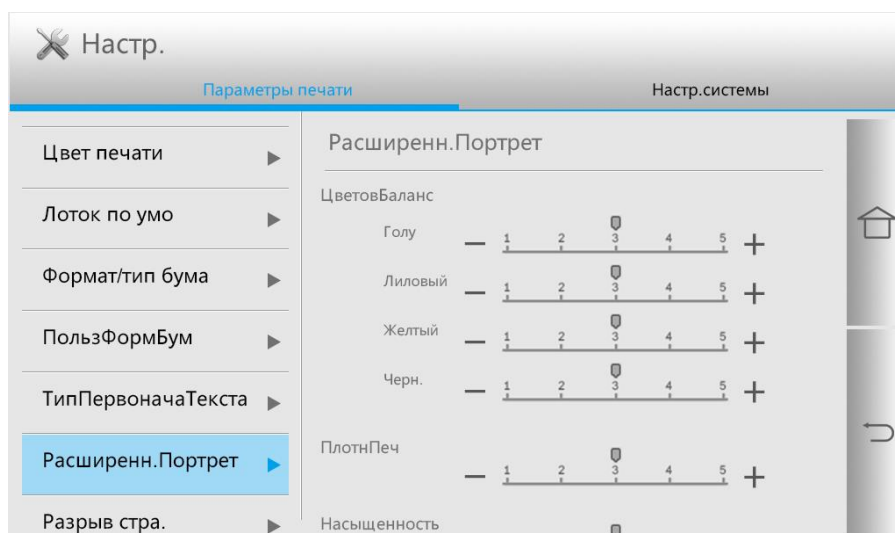 Настр.
Параметры печати
Настр.системы
Цвет печати
Лоток по умо
Формат/тип бума
ПользФормБум
ТипПервоначаТекста
Расширенн.Портрет
Разрыв стра.
Расширенн.Портрет
ЦветовБаланс
Голу
1 2 3 4 5
Лиловый
1 2 3 4 5
Желтый
1 2 3 4 5
Черн.
1 2 3 4 5
ПлотнПеч
1 2 3 4 5
Насыщенность